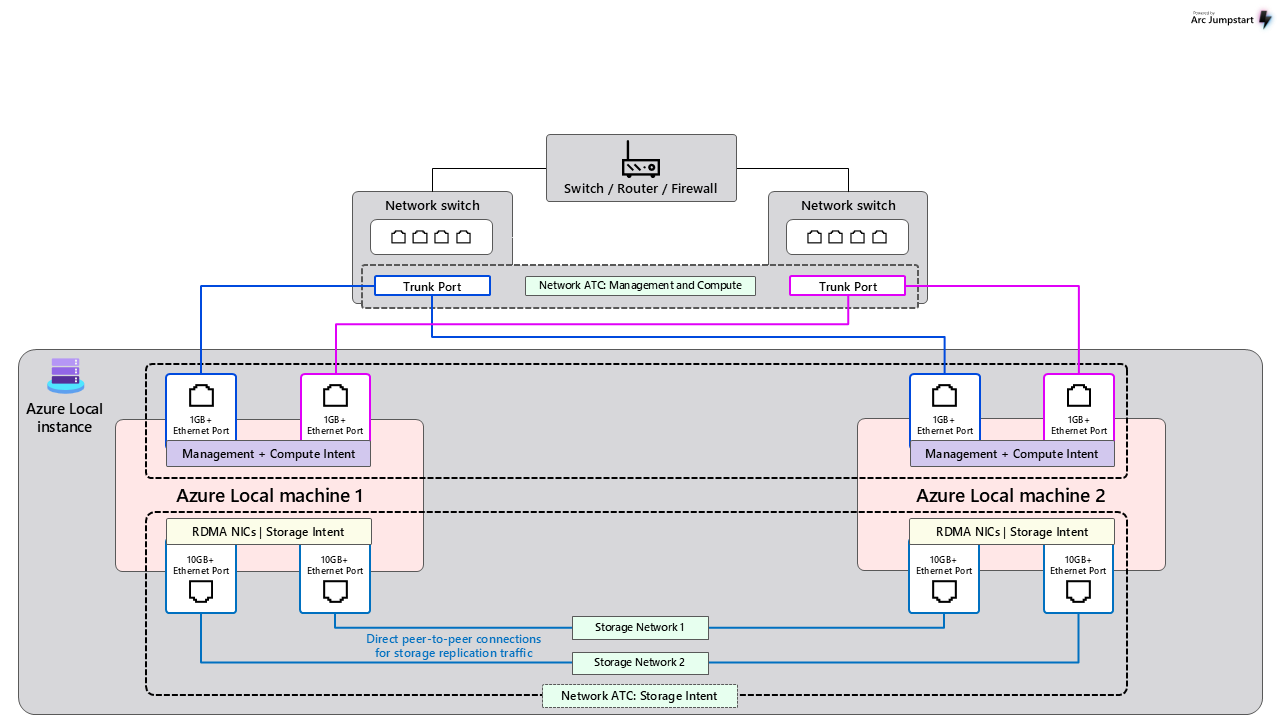 Powered by
Arc Jumpstart
Switch / Router / Firewall
Network switch
Network switch
Trunk Port
Network ATC: Management and Compute
Trunk Port
Azure Local
instance
1GB+
Ethernet Port
1GB+
Ethernet Port
1GB+
Ethernet Port
1GB+
Ethernet Port
Management + Compute Intent
Management + Compute Intent
Azure Local machine 1
Azure Local machine 2
RDMA NICs | Storage Intent
RDMA NICs | Storage Intent
10GB+
Ethernet Port
10GB+
Ethernet Port
10GB+
Ethernet Port
10GB+
Ethernet Port
Storage Network 1
Direct peer-to-peer connections
for storage replication traffic
Storage Network 2
Network ATC: Storage Intent